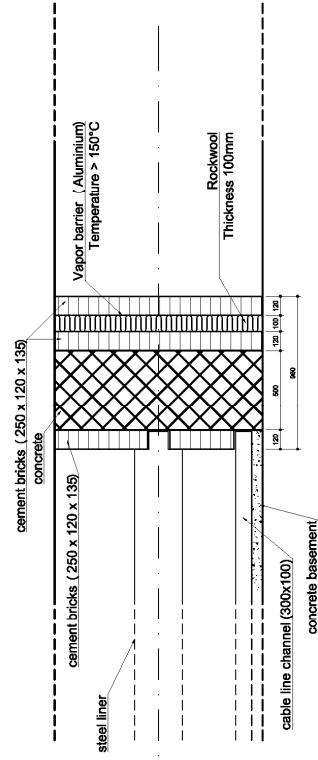 Vapor barrier (Aluminium)
Temperature > 150°C
Rockwool
Thickness 100mm
cement bricks (250 x 120 x 135)
concrete
cement bricks (250 x 120 x 135)
steel liner
120
100
120
500
120
960
cable line channel (300x100)
concrete basement